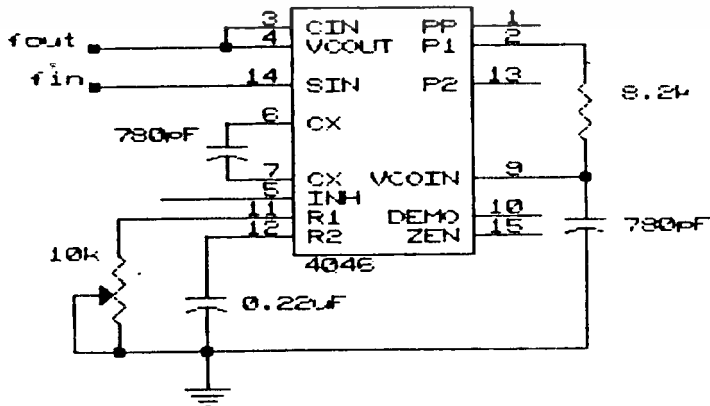 3 CIN PP 1
fout 4 VCOUT P1 2
fin 14 SIN P2 13
8.2k
6 CX
780pF
7 CX VCOIN 9
5 INH
11 R1 DEMO 10
12 R2 ZEN 15
780pF
10k
4046
0.22uF